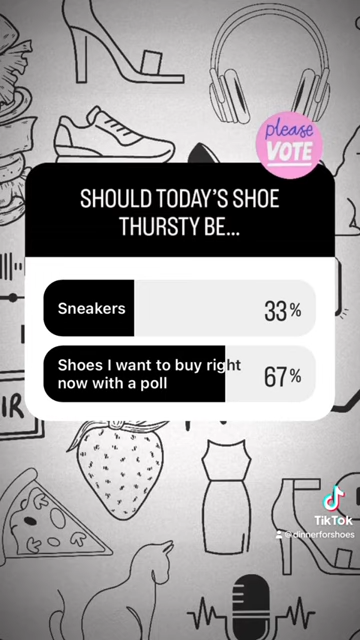 please
VOTE
SHOULD TODAY'S SHOE
THURSTY BE...
Sneakers
33%
Shoes I want to buy right
now with a poll
67%
IR
TikTok
@dinnerforshoes